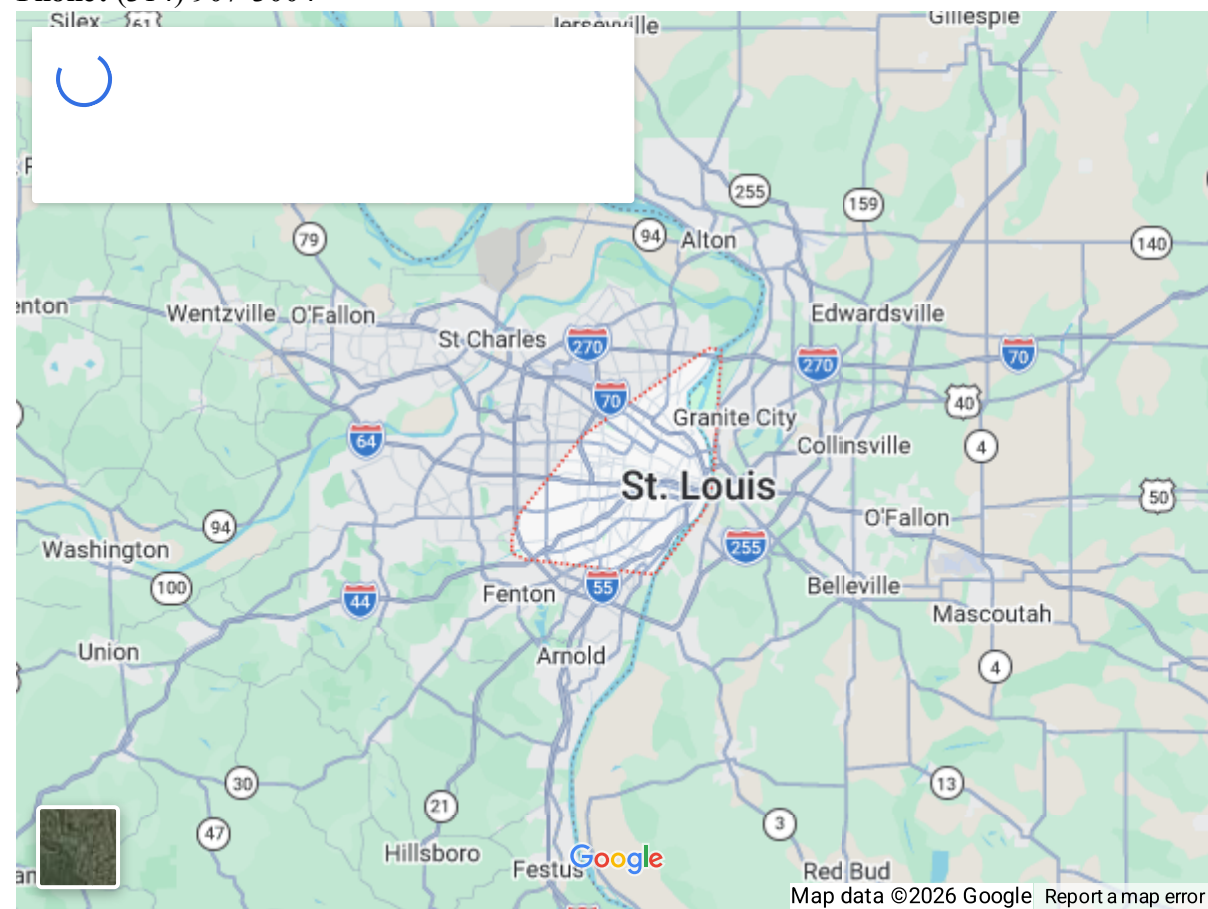 Silex
61
Jerseyville
Gillespie
255
159
79
94
Alton
140
enton
Wentzville
O'Fallon
Edwardsville
St Charles
270
70
270
70
40
Granite City
64
Collinsville
4
St. Louis
50
94
O'Fallon
Washington
255
100
Belleville
Fenton
55
44
Mascoutah
Union
Arnold
4
30
13
21
47
3
Hillsboro
Festus
Google
Red Bud
Map data ©2026 Google
Report a map error